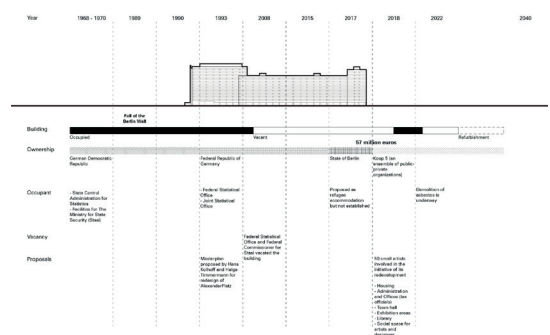 Year 1968 - 1970 1989 1990 1993 2008 2015 2017 2018 2022 2040
Fall of the
Berlin Wall
Building
Occupied Vacant Refurbishment
57 million euros
Ownership
German Democratic
Republic
Federal Republic of
Germany
State of Berlin
Koop 5 (an
ensemble of public-
private
organizations)
Occupant
- State Central
Administration for
Statistics
- Facilities for The
Ministry for State
Security (Stasi)
- Federal Statistical
Office
- Joint Statistical
Office
Proposed as
refugee
accommodation
but not established
Demolition of
asbestos is
underway
Vacancy
Federal Statistical
Office and Federal
Commissioner for
Stasi vacated the
building
Proposals
Masterplan
proposed by Hans
Kollhoff and Helga
Timmermann for
redesign of
AlexanderPlatz
artists
involved in the
initiative of its
redevelopment
- Housing
- Administration
and Offices (tax
officials)
- Town hall
- Exhibition areas
- Library
- Social space for
artists and